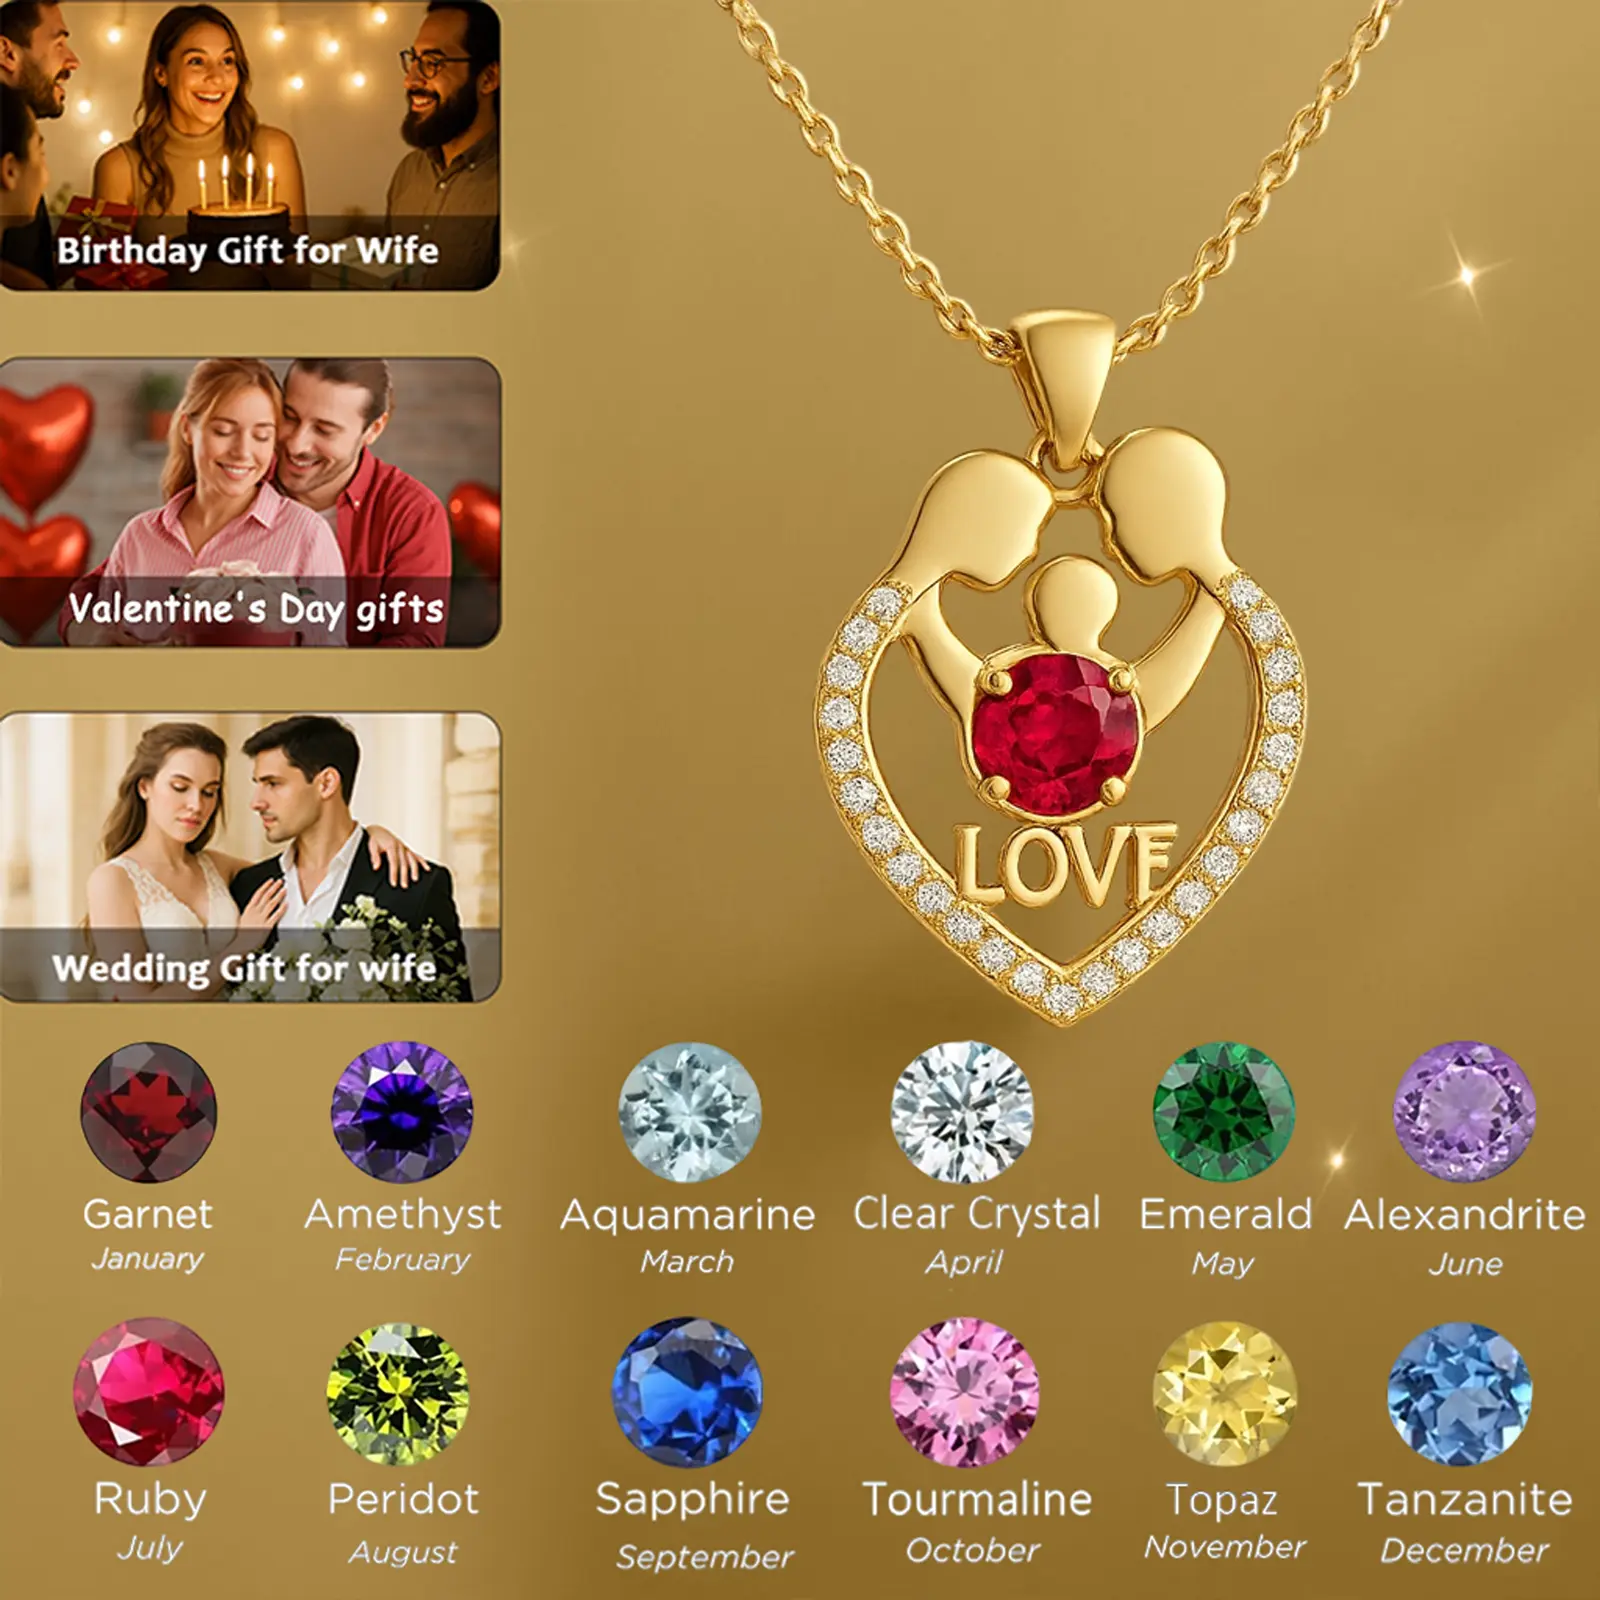 Birthday Gift for Wife
Valentine's Day gifts
Wedding Gift for wife
LOVE
Garnet
January
Amethyst
February
Aquamarine
March
Clear Crystal
April
Emerald
May
Alexandrite
June
Ruby
July
Peridot
August
Sapphire
September
Tourmaline
October
Topaz
November
Tanzanite
December